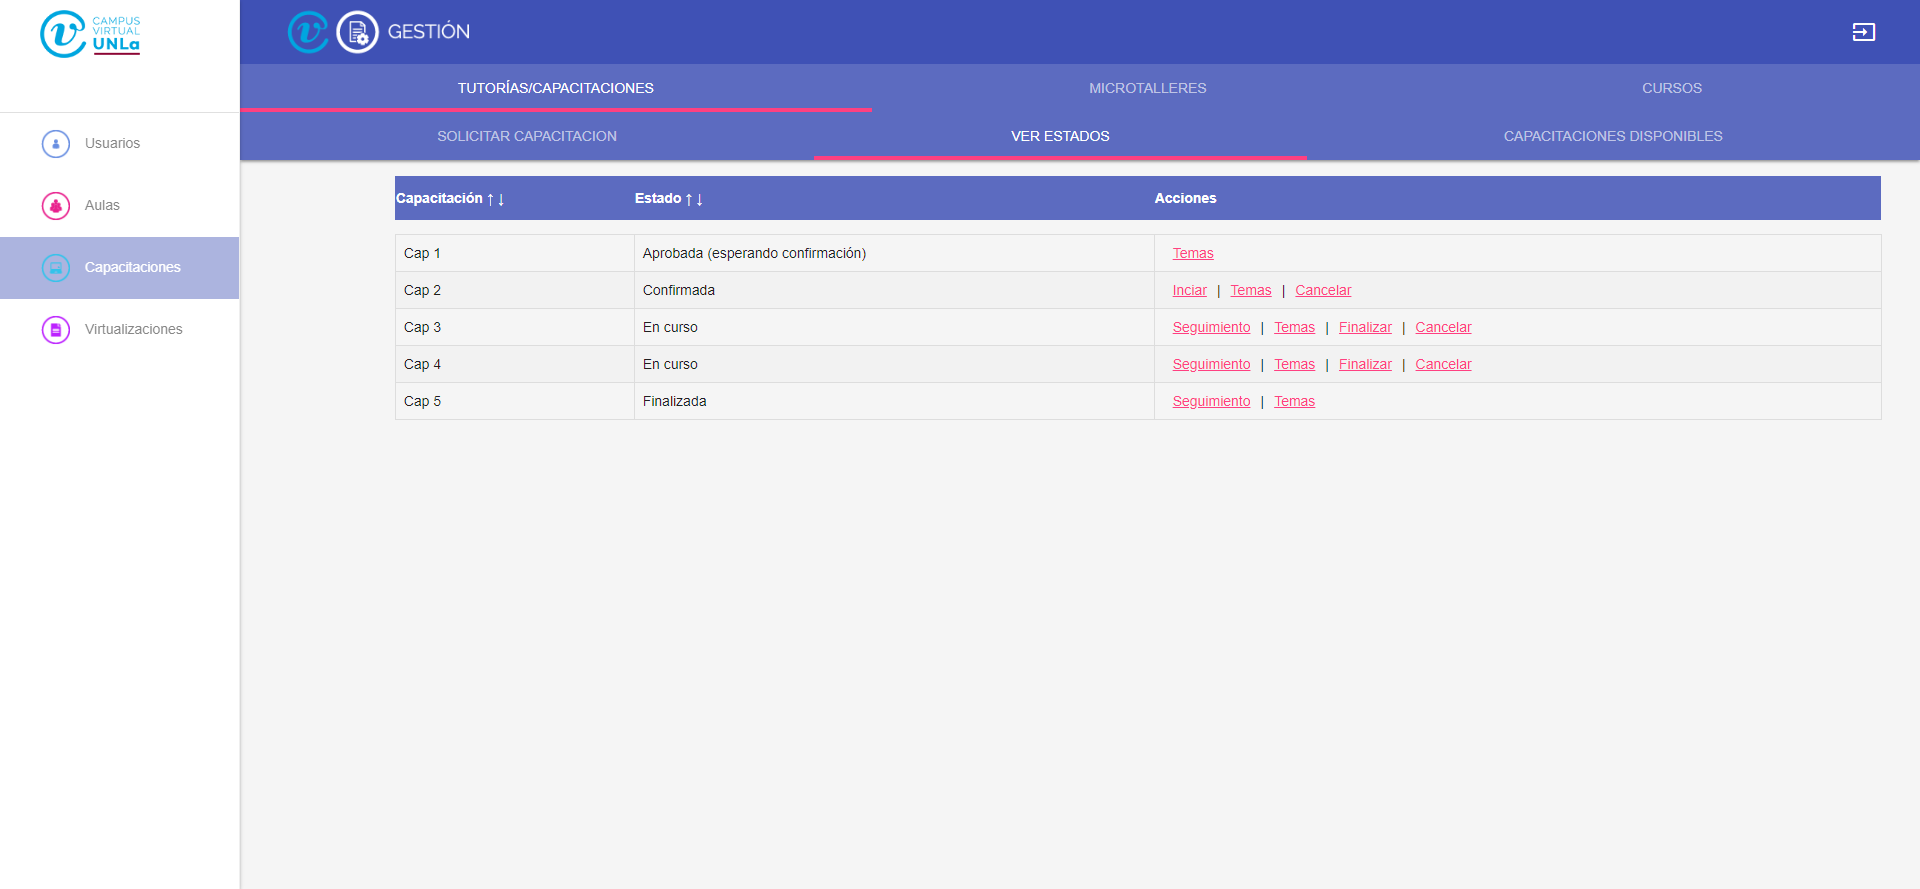 CAMPUS
VIRTUAL
UNLa
GESTIÓN
TUTORÍAS/CAPACITACIONES MICROTALLERES CURSOS
SOLICITAR CAPACITACION VER ESTADOS CAPACITACIONES DISPONIBLES
Usuarios
Aulas
Capacitaciones
Virtualizaciones
Capacitación ↑↓ Estado ↑↓ Acciones
Cap 1 Aprobada (esperando confirmación) Temas
Cap 2 Confirmada Inciar | Temas | Cancelar
Cap 3 En curso Seguimiento | Temas | Finalizar | Cancelar
Cap 4 En curso Seguimiento | Temas | Finalizar | Cancelar
Cap 5 Finalizada Seguimiento | Temas